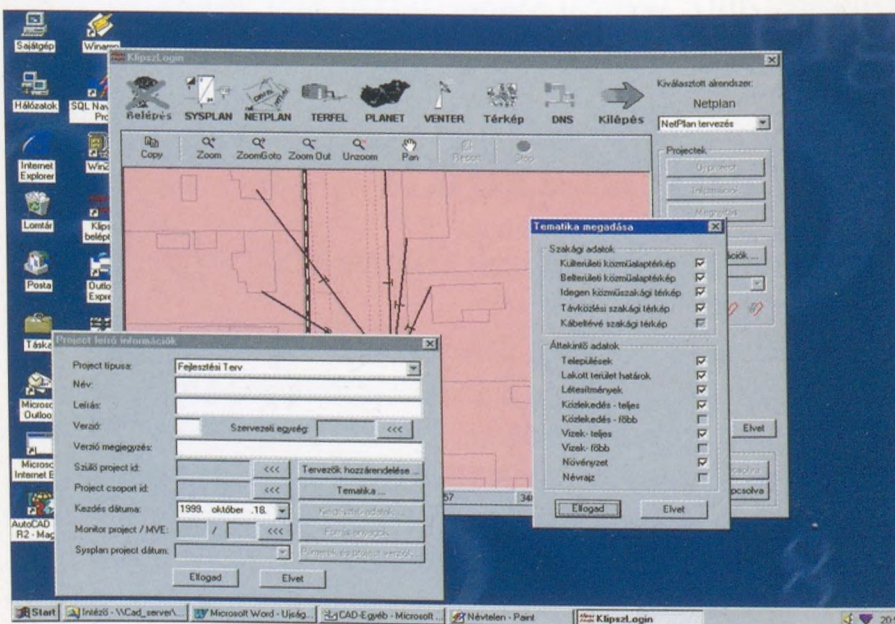 Sajátgép
Winamp
Hálózatok
SQL Nav
Internet
Explorer
Lomtár
Posta
Táska
KlipszLogin
Belépés
SYSPLAN
NETPLAN
TERFEL
PLANET
VENTER
Térkép
DNS
Kilépés
Copy
Zoom
ZoomGoto
Zoom Out
Unzoom
Pan
Stop
Kiválasztott alrendszer:
Netplan
NetPlan tervezés
Projectek
Elvet
Tematika megadása
Szakági adatok
Külterületi közműalaptérkép
Belterületi közműalaptérkép
Idegen közműszakági térkép
Távközlési szakági térkép
Kábeltévé szakági térkép
Áttekintő adatok
Települések
Lakott terület határok
Létesítmények
Közlekedés - teljes
Közlekedés - főbb
Vizek- teljes
Vizek- főbb
Növényzet
Névrajz
Elfogad
Elvet
Project leíró információk
Project típusa:
Fejlesztési Terv
Név:
Leírás:
Verzió:
Szervezeti egység:
<<<
Verzió megjegyzés:
Szülő project id:
<<<
Tervezők hozzárendelése ...
Project csoport id:
<<<
Tematika ...
Kezdés dátuma:
1999. október .18.
Monitor project / MVE:
/
<<<
Sysplan project dátum:
Elfogad
Elvet
Start
Intéző - \\Cad_server\...
Microsoft Word - Ujság...
CAD-Egyéb - Microsoft ...
Névtelen - Paint
KlipszLogin